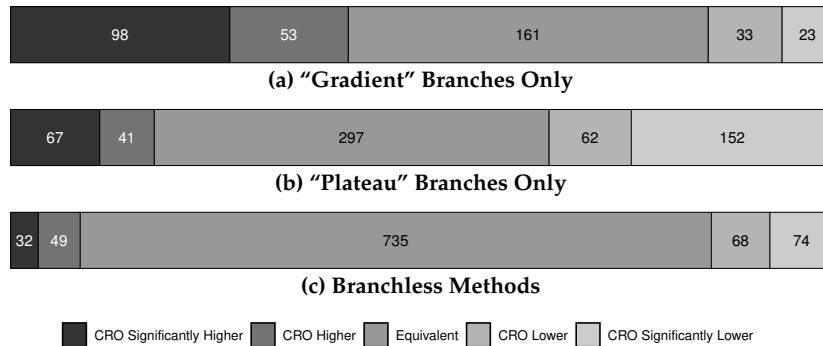 98 53 161 33 23
(a) “Gradient” Branches Only
67 41 297 62 152
(b) “Plateau” Branches Only
32 49 735 68 74
(c) Branchless Methods
CRO Significantly Higher CRO Higher Equivalent CRO Lower CRO Significantly Lower